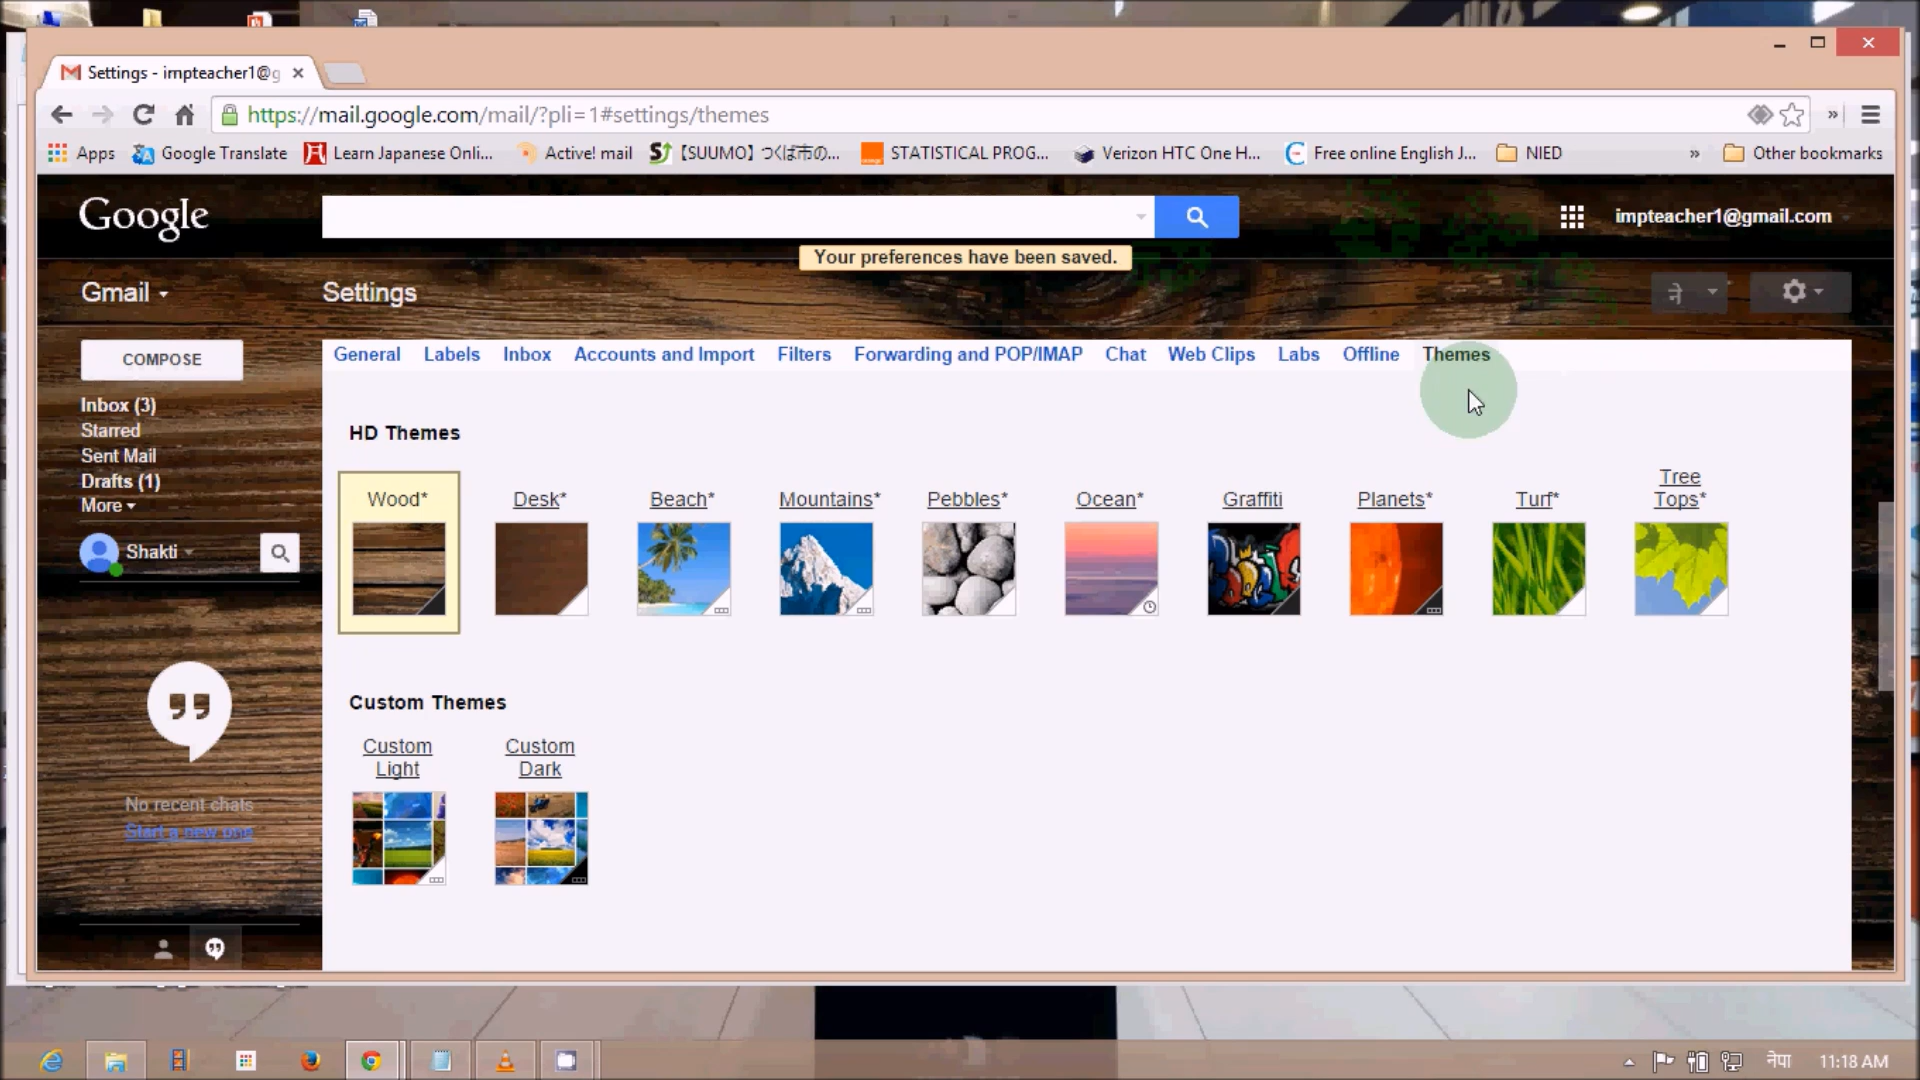 Settings - impteacher1@g
https://mail.google.com/mail/?pli=1#settings/themes
Apps Google Translate Learn Japanese Onli... Active! mail 【SUUMO】つくば市の... STATISTICAL PROG... Verizon HTC One H... Free online English J... NIED » Other bookmarks
Google impteacher1@gmail.com
Your preferences have been saved.
Gmail Settings ने
COMPOSE
General Labels Inbox Accounts and Import Filters Forwarding and POP/IMAP Chat Web Clips Labs Offline Themes
Inbox (3)
Starred
Sent Mail
Drafts (1)
More
Shakti
No recent chats
Start a new one
HD Themes
Wood* Desk* Beach* Mountains* Pebbles* Ocean* Graffiti Planets* Turf* Tree Tops*
Custom Themes
Custom Light Custom Dark
नेपा 11:18 AM